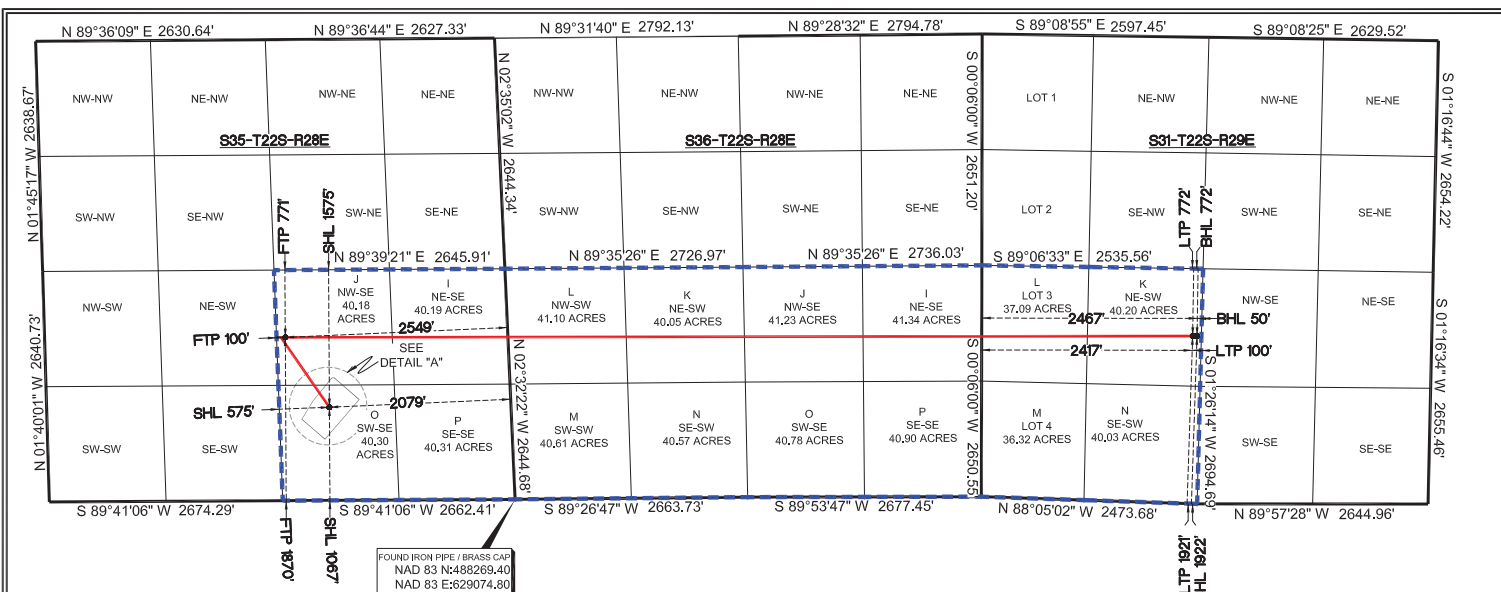 N 89°36'09" E 2630.64'
N 89°36'44" E 2627.33'
N 89°31'40" E 2792.13'
N 89°28'32" E 2794.78'
S 89°08'55" E 2597.45'
S 89°08'25" E 2629.52'
N 01°45'17" W 2638.67'
N 02°35'02" W 2644.34'
S 00°06'00" W 2651.20'
S 01°16'44" W 2654.22'
NW-NW
NE-NW
NW-NE
NE-NE
NW-NW
NE-NW
NW-NE
NE-NE
LOT 1
NE-NW
NW-NE
NE-NE
S35-T22S-R28E
S36-T22S-R28E
S31-T22S-R29E
SW-NW
SE-NW
SW-NE
SE-NE
SW-NW
SE-NW
SW-NE
SE-NE
LOT 2
SE-NW
SW-NE
SE-NE
FTP 771'
SHL 1575'
LTP 772'
BHL 772'
N 89°39'21" E 2645.91'
N 89°35'26" E 2726.97'
N 89°35'26" E 2736.03'
S 89°06'33" E 2535.56'
NW-SW
NE-SW
J
NW-SE
40.18
ACRES
I
NE-SE
40.19 ACRES
L
NW-SW
41.10 ACRES
K
NE-SW
40.05 ACRES
J
NW-SE
41.23 ACRES
I
NE-SE
41.34 ACRES
L
LOT 3
37.09 ACRES
K
NE-SW
40.20 ACRES
NW-SE
NE-SE
2549'
2467'
BHL 50'
FTP 100'
2417'
LTP 100'
SEE
DETAIL "A"
N 01°40'01" W 2640.73'
N 02°32'22" W 2644.68'
S 00°06'00" W 2650.55'
S 01°26'14" W 2694.69'
S 01°16'34" W 2655.46'
SHL 575'
2079'
SW-SW
SE-SW
O
SW-SE
40.30
ACRES
P
SE-SE
40.31 ACRES
M
SW-SW
40.61 ACRES
N
SE-SW
40.57 ACRES
O
SW-SE
40.78 ACRES
P
SE-SE
40.90 ACRES
M
LOT 4
36.32 ACRES
N
SE-SW
40.03 ACRES
SW-SE
SE-SE
S 89°41'06" W 2674.29'
S 89°41'06" W 2662.41'
S 89°26'47" W 2663.73'
S 89°53'47" W 2677.45'
N 88°05'02" W 2473.68'
N 89°57'28" W 2644.96'
FTP 1870'
SHL 1067'
LTP 1921'
HL 1922'
FOUND IRON PIPE / BRASS CAP
NAD 83 N:488269.40
NAD 83 E:629074.80